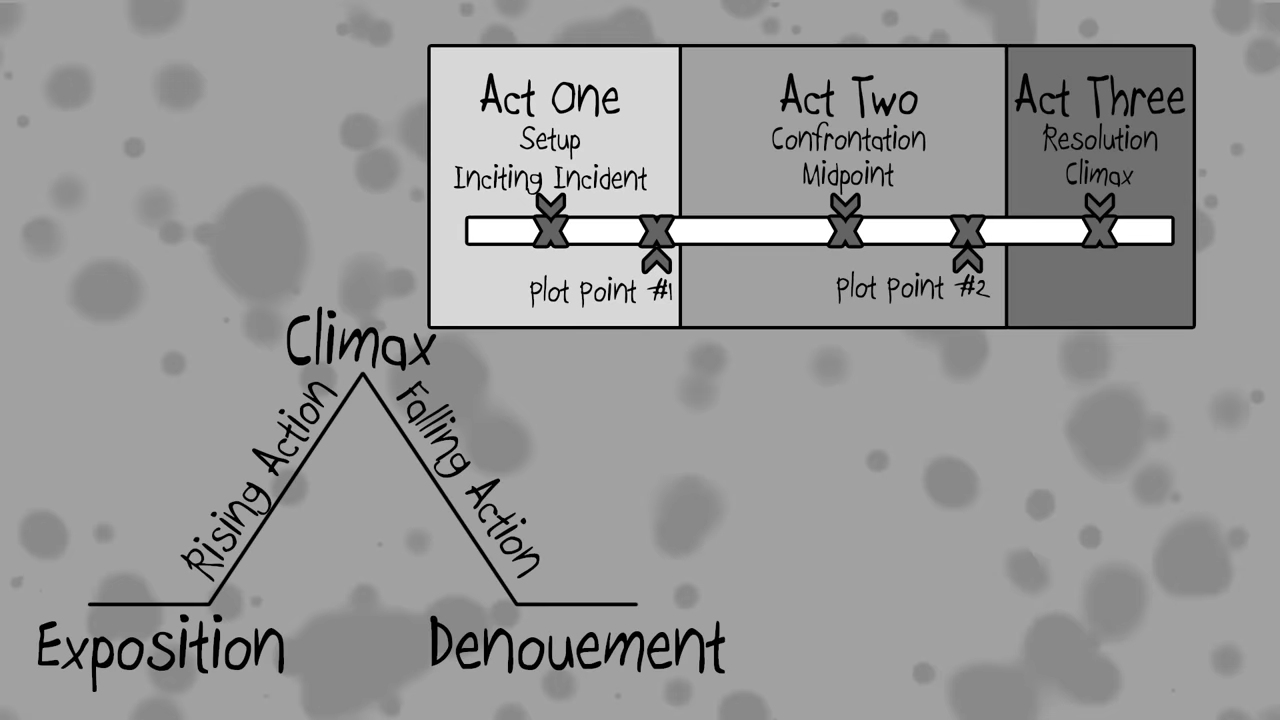 Act One
Setup
Inciting Incident
Plot Point #1
Act Two
Confrontation
Midpoint
Plot Point #2
Act Three
Resolution
Climax
Climax
Rising Action
Falling Action
Exposition
Denouement